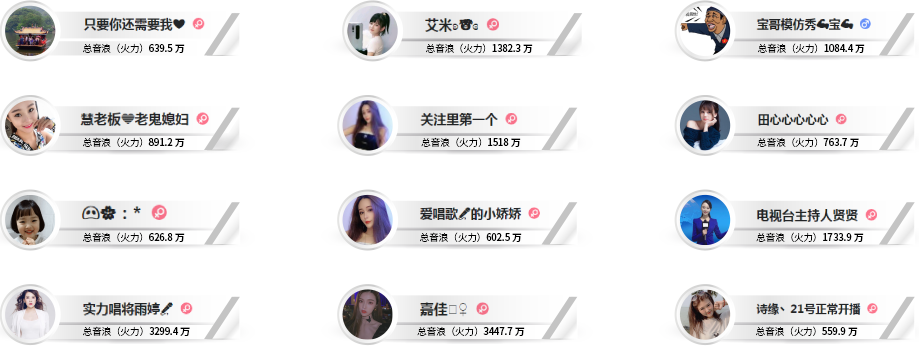 只要你还需要我❤
总音浪（火力）639.5 万
艾米
总音浪（火力）1382.3 万
宝哥模仿秀💪宝💪
总音浪（火力）1084.4 万
慧老板❤老鬼媳妇
总音浪（火力）891.2 万
关注里第一个
总音浪（火力）1518 万
田心心心心心
总音浪（火力）763.7 万
：*
总音浪（火力）626.8 万
爱唱歌🎤的小娇娇
总音浪（火力）602.5 万
电视台主持人贤贤
总音浪（火力）1733.9 万
实力唱将雨婷🎤
总音浪（火力）3299.4 万
嘉佳□♀
总音浪（火力）3447.7 万
诗缘丶21号正常开播
总音浪（火力）559.9 万